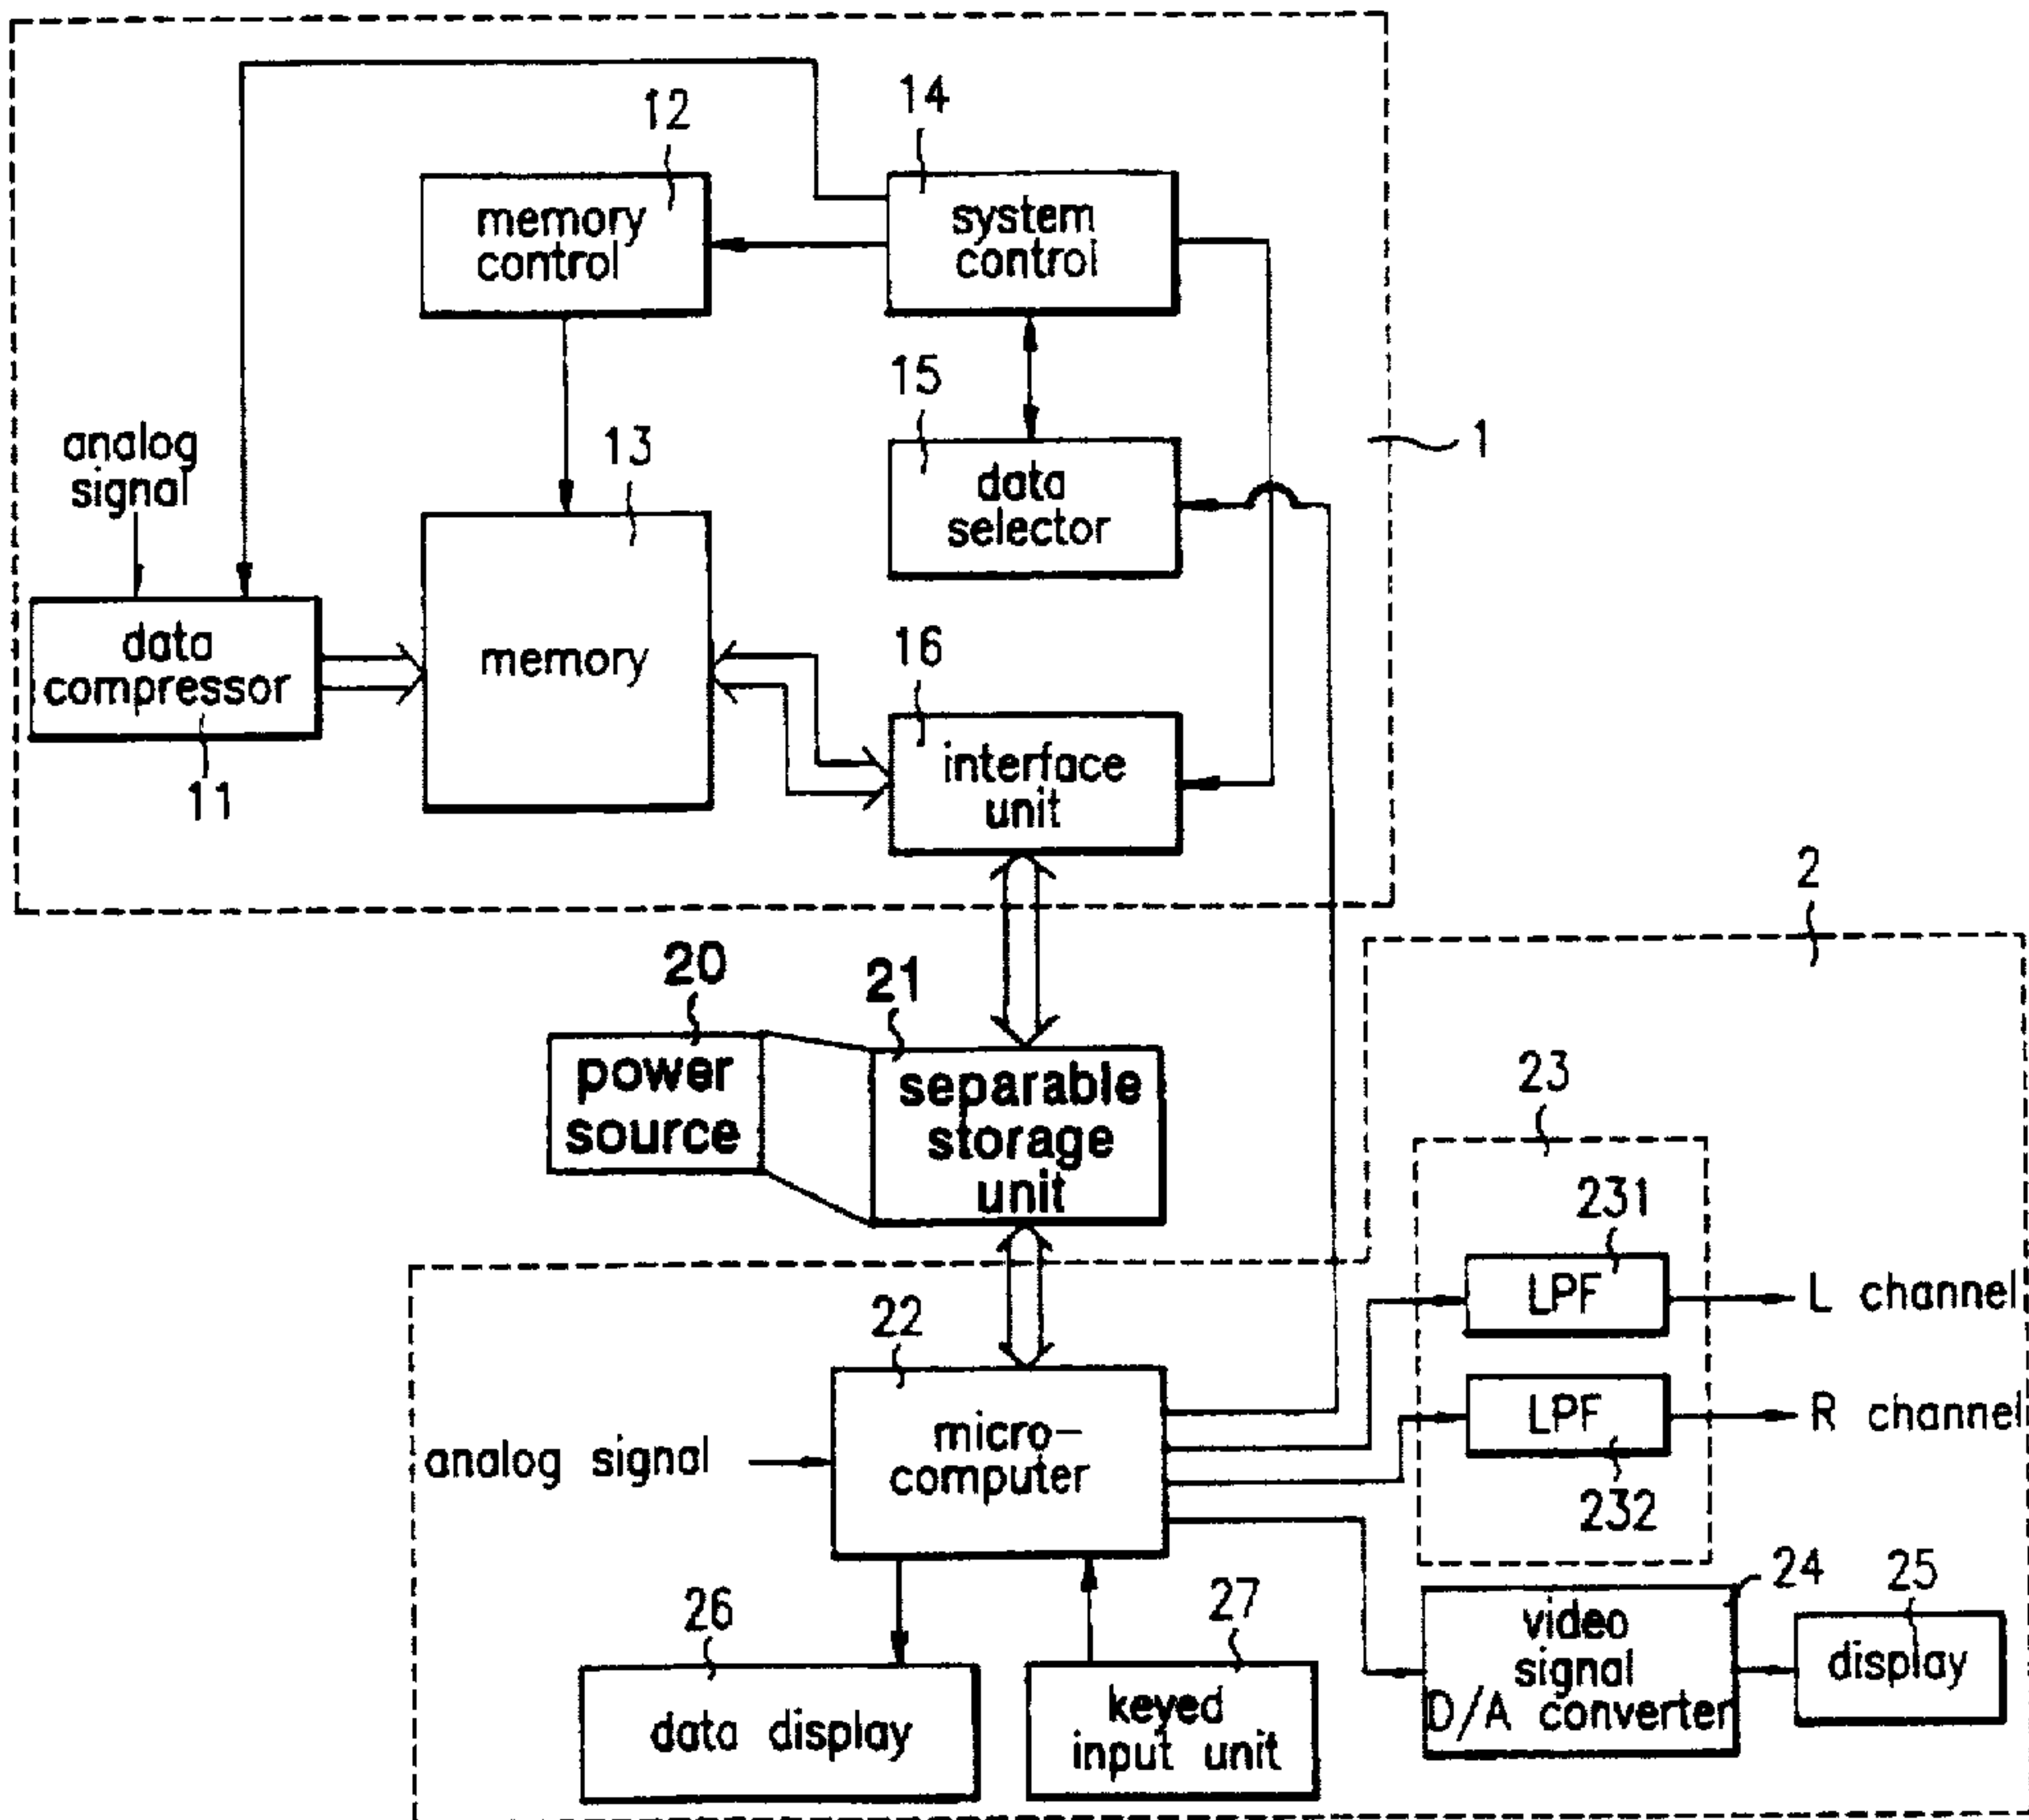 12
14
memory
control
system
control
15
analog
signal
13
1
data
selector
data
compressor
memory
16
11
interface
unit
2
20
21
power
source
separable
storage
unit
23
231
LPF
L channel
22
LPF
R channel
micro-
computer
analog signal
232
24
25
26
27
video
signal
D/A converter
display
data display
keyed
input unit